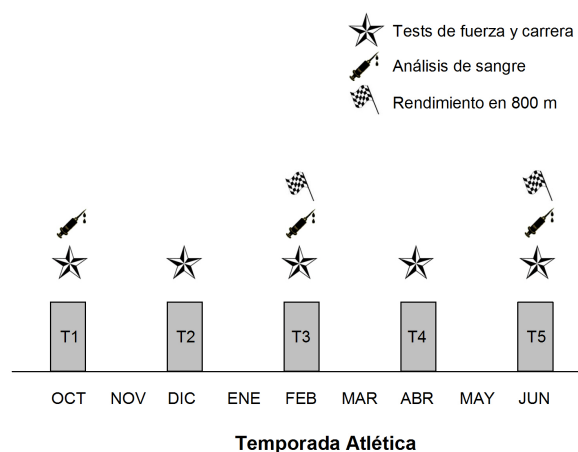 Tests de fuerza y carrera
Análisis de sangre
Rendimiento en 800 m
T1 T2 T3 T4 T5
OCT NOV DIC ENE FEB MAR ABR MAY JUN
Temporada Atlética